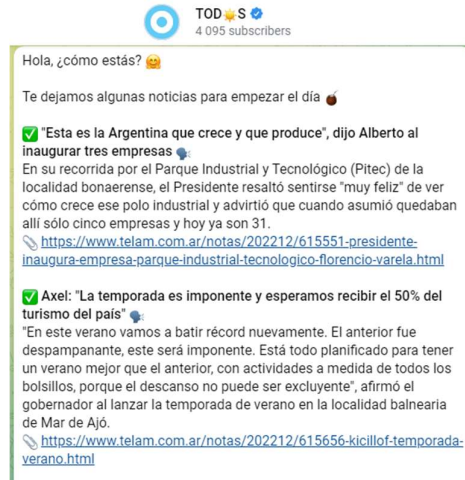 TOD☀️S
4 095 subscribers
Hola, ¿cómo estás? 🤗
Te dejamos algunas noticias para empezar el día 🧉
✅ "Esta es la Argentina que crece y que produce", dijo Alberto al
inaugurar tres empresas 🗣️
En su recorrida por el Parque Industrial y Tecnológico (Pitec) de la
localidad bonaerense, el Presidente resaltó sentirse "muy feliz" de ver
cómo crece ese polo industrial y advirtió que cuando asumió quedaban
allí sólo cinco empresas y hoy ya son 31.
📎 https://www.telam.com.ar/notas/202212/615551-presidente-
inaugura-empresa-parque-industrial-tecnologico-florencio-varela.html
✅ Axel: "La temporada es imponente y esperamos recibir el 50% del
turismo del país" 🗣️
"En este verano vamos a batir récord nuevamente. El anterior fue
despampanante, este será imponente. Está todo planificado para tener
un verano mejor que el anterior, con actividades a medida de todos los
bolsillos, porque el descanso no puede ser excluyente", afirmó el
gobernador al lanzar la temporada de verano en la localidad balnearia
de Mar de Ajó.
📎 https://www.telam.com.ar/notas/202212/615656-kicillof-temporada-
verano.html